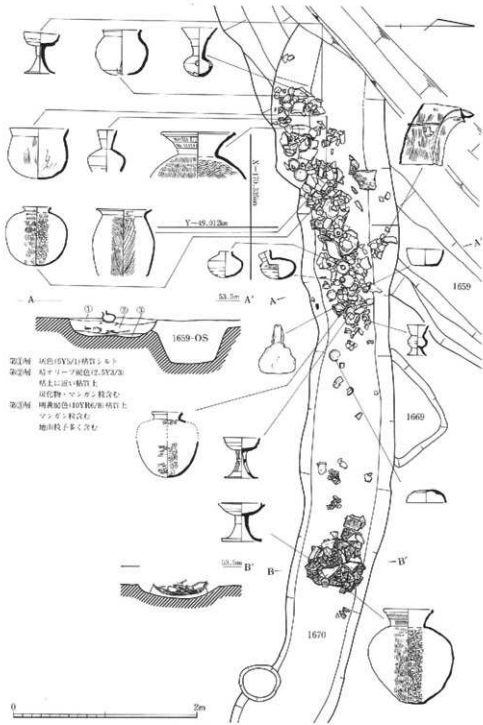 X-170.335km
Y-49.012km
A
53.5m
A'
A
A'
1659
① ② ③
1659-OS
第①層 灰色(5Y5/1)粘質シルト
第②層 暗オリーブ褐色(2.5Y3/3)
粘土に近い粘質土
炭化物・マンガン粒含む
第③層 明黄褐色(10YR6/8)粘質土
マンガン粒含む
地山粒子多く含む
1669
53.5m
B'
B
B'
1670
0
2m